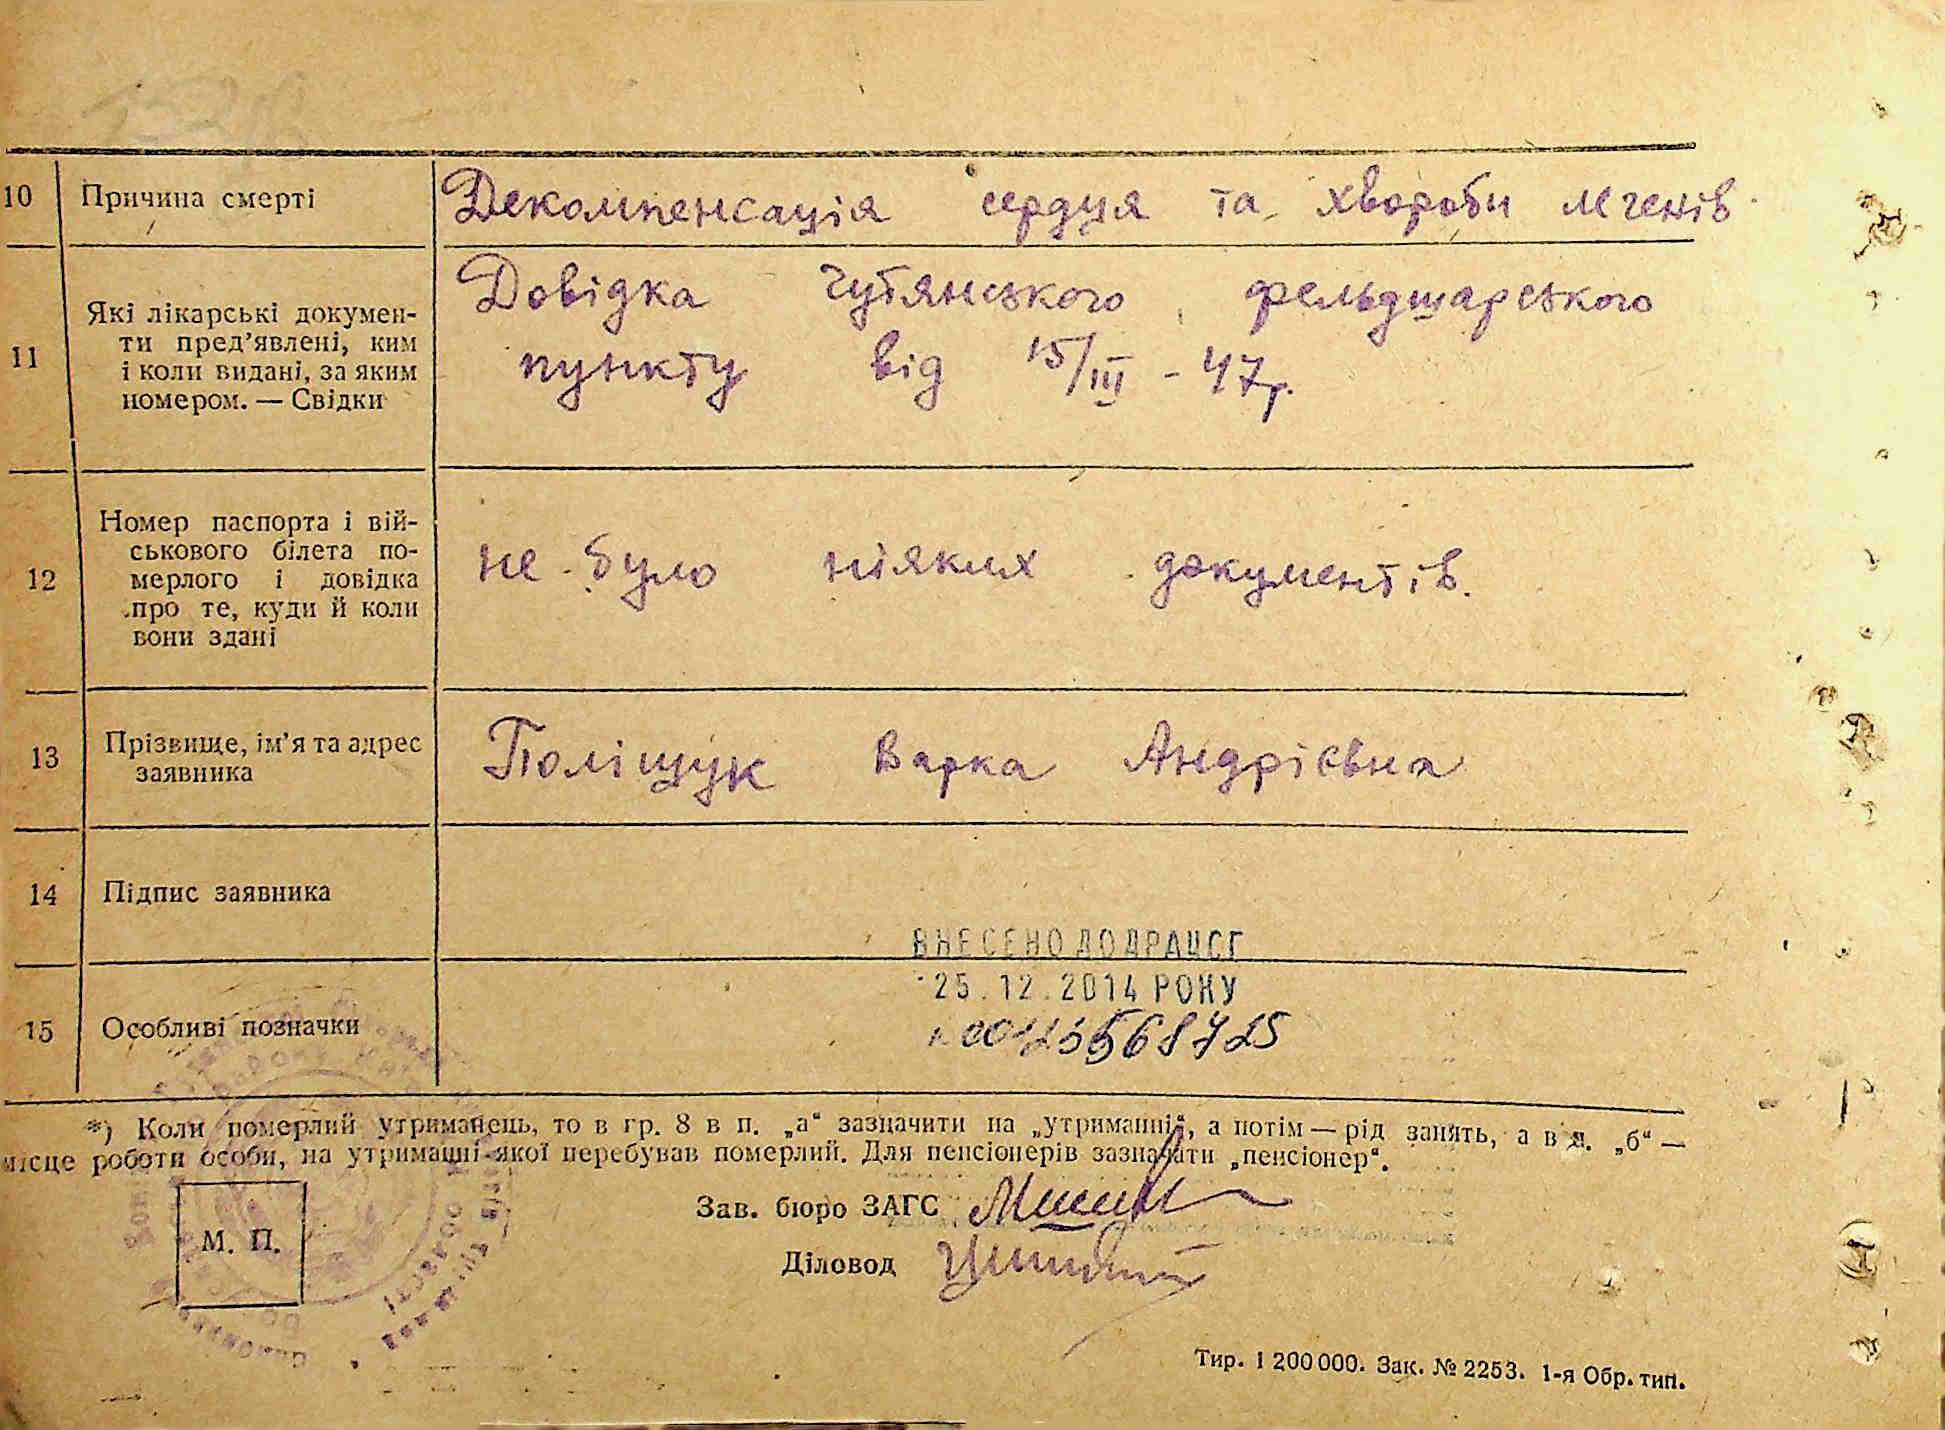 10 Причина смерті Декомпенсація сердця та хвороби легенів
11 Які лікарські докумен-
ти пред’явлені, ким
і коли видані, за яким
номером. — Свідки
Довідка Чутянського фельдшарського
пункту від 15/III - 47р.
12 Номер паспорта і вій-
ськового білета по-
мерлого і довідка
про те, куди й коли
вони здані
не було ніяких документів.
13 Прізвище, ім’я та адрес
заявника
Поліщук Варка Андрієвна
14 Підпис заявника
ВНЕСЕНО ДО ДРАЦСГ
25.12.2014 РОКУ
15 Особливі позначки
*) Коли померлий утриманець, то в гр. 8 в п. „а“ зазначити на „утриманні“, а потім — рід занять, а в п. „б“ —
місце роботи особи, на утриманні якої перебував померлий. Для пенсіонерів зазначати „пенсіонер“.
Зав. бюро ЗАГС
М. П.
Діловод
Тир. 1 200 000. Зак. № 2253. 1-я Обр. тип.